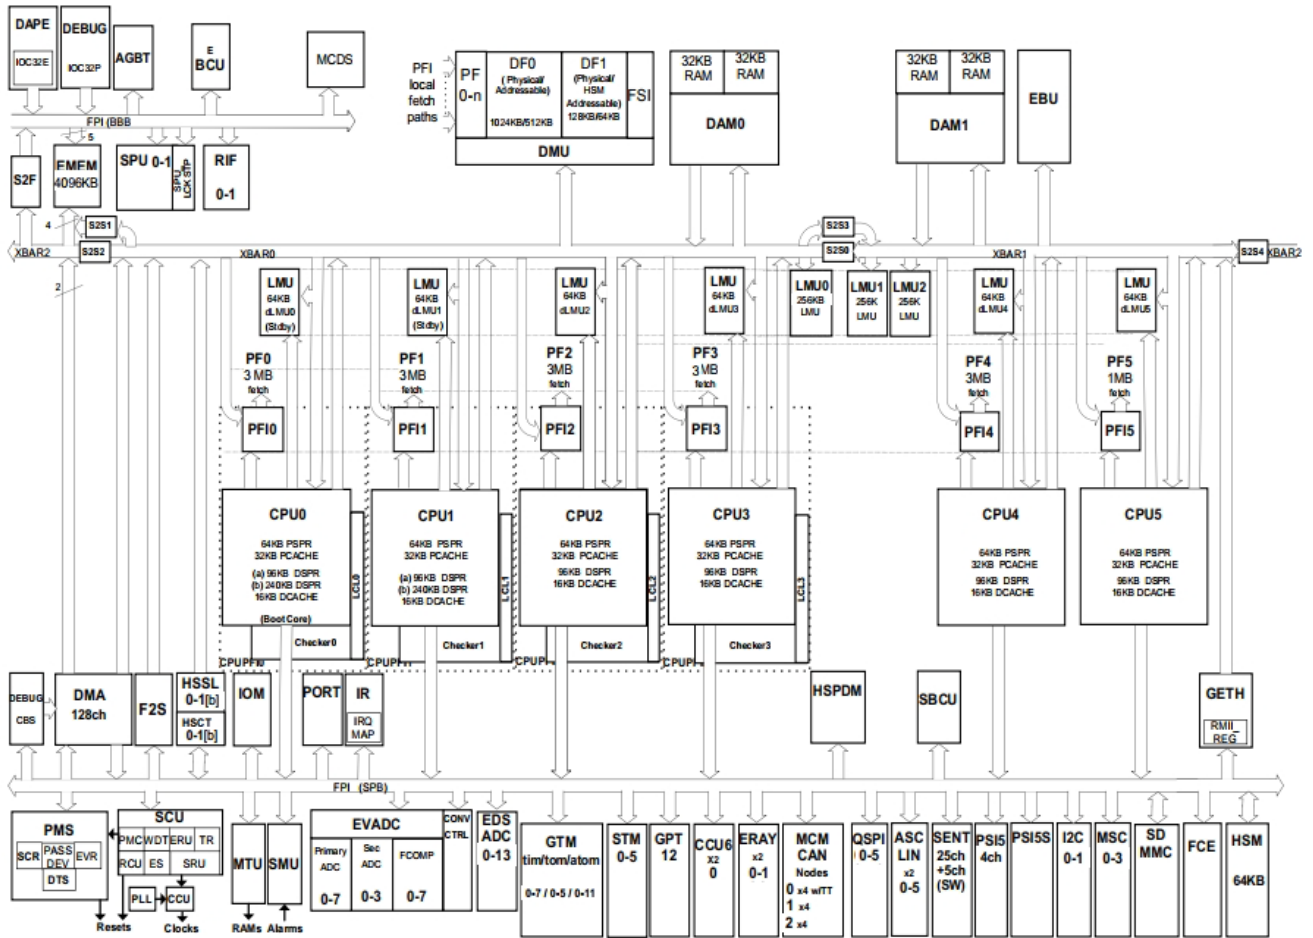 DAPE
IOC32E
DEBUG
IOC32P
AGBT
E
BCU
MCDS
PFI
local
fetch
paths
PF
0-n
DF0
(Physical/
Addressable)
1024KB/512KB
DF1
(Physical/
HSM
Addressable)
128KB/64KB
FSI
DMU
32KB
RAM
32KB
RAM
DAM0
32KB
RAM
32KB
RAM
DAM1
EBU
FPI (BBB
5
S2F
EMEM
4096KB
SPU 0-1
SPU
LCKSTP
RIF
0-1
4
S2S1
S2S2
XBAR2
XBAR0
S2S3
S2S0
XBAR1
S2S4
XBAR2
2
LMU
64KB
dLMU0
(Stdby)
LMU
64KB
dLMU1
(Stdby)
LMU
64KB
dLMU2
LMU
64KB
dLMU3
LMU0
256KB
LMU
LMU1
256K
LMU
LMU2
256K
LMU
LMU
64KB
dLMU4
LMU
64KB
dLMU5
PF0
3 MB
fetch
PF1
3MB
fetch
PF2
3MB
fetch
PF3
3 MB
fetch
PF4
3MB
fetch
PF5
1MB
fetch
PFI0
PFI1
PFI2
PFI3
PFI4
PFI5
CPU0
64KB PSPR
32KB PCACHE
(a) 96KB DSPR
(b) 240KB DSPR
16KB DCACHE
(Boot Core)
LCL0
Checker0
CPUPFI0
CPU1
64KB PSPR
32KB PCACHE
(a) 96KB DSPR
(b) 240KB DSPR
16KB DCACHE
LCL1
Checker1
CPU2
64KB PSPR
32KB PCACHE
96KB DSPR
16KB DCACHE
LCL2
Checker2
CPU3
64KB PSPR
32KB PCACHE
96KB DSPR
16KB DCACHE
LCL3
Checker3
CPU4
64KB PSPR
32KB PCACHE
96KB DSPR
16KB DCACHE
CPU5
64KB PSPR
32KB PCACHE
96KB DSPR
16KB DCACHE
DEBUG
CBS
DMA
128ch
F2S
HSSL
0-1[b]
HSCT
0-1[b]
IOM
PORT
IR
IRQ
MAP
HSPDM
SBCU
GETH
RMII_
REG
FPI (SPB)
PMS
SCR
PASS
DEV
EVR
DTS
SCU
PMC
WDT
ERU
TR
RCU
ES
SRU
PLL
CCU
Resets
Clocks
MTU
RAMs
SMU
Alarms
EVADC
Primary
ADC
0-7
Sec
ADC
0-3
FCOMP
0-7
CONV
CTRL
EDS
ADC
0-13
GTM
tim/tom/atom
0-7 / 0-5 / 0-11
STM
0-5
GPT
12
CCU6
x2
0
ERAY
x2
0-1
MCM
CAN
Nodes
0 x4 w/TT
1 x4
2 x4
QSPI
0-5
ASC
LIN
x2
0-5
SENT
25ch
+5ch
(SW)
PSI5
4ch
PSI5S
I2C
0-1
MSC
0-3
SD
MMC
FCE
HSM
64KB